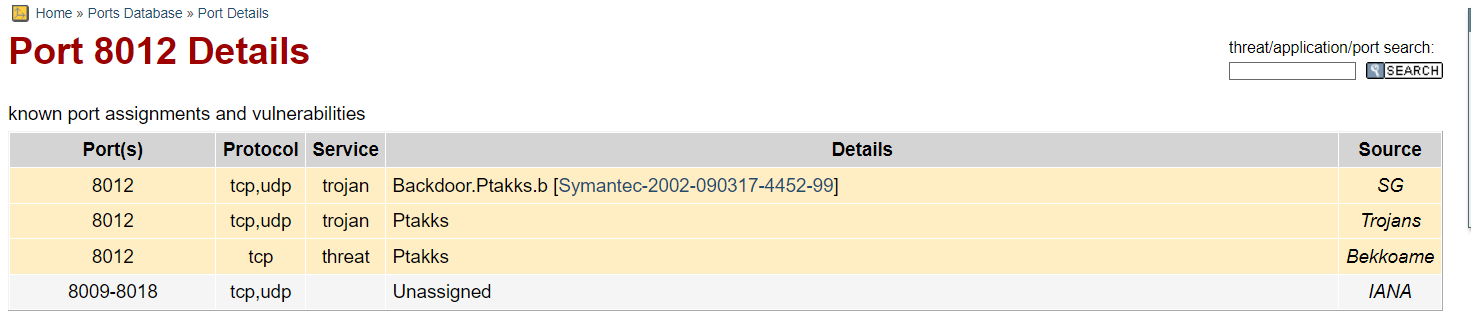 Home » Ports Database » Port Details
Port 8012 Details
threat/application/port search:
SEARCH
known port assignments and vulnerabilities
Port(s) Protocol Service Details Source
8012 tcp,udp trojan Backdoor.Ptakks.b [Symantec-2002-090317-4452-99] SG
8012 tcp,udp trojan Ptakks Trojans
8012 tcp threat Ptakks Bekkoame
8009-8018 tcp,udp Unassigned IANA